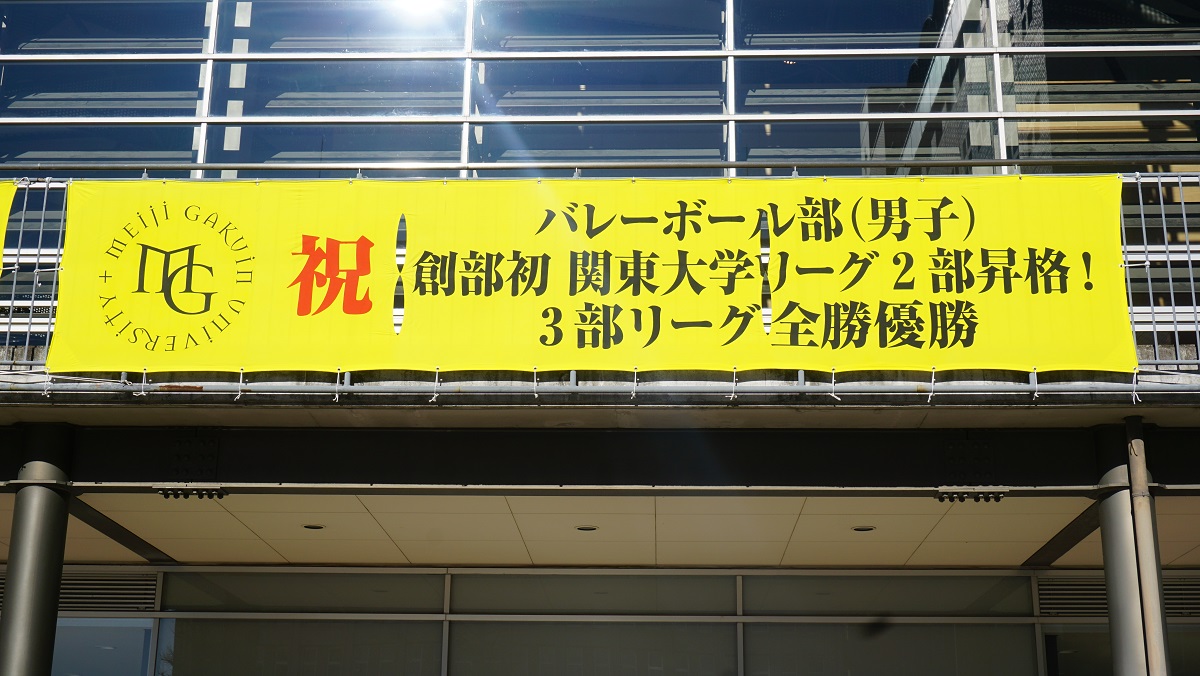 MEIJI GAKUIN UNIVERSITY +
MG
祝
バレーボール部(男子)
創部初 関東大学リーグ2部昇格!
3部リーグ 全勝優勝